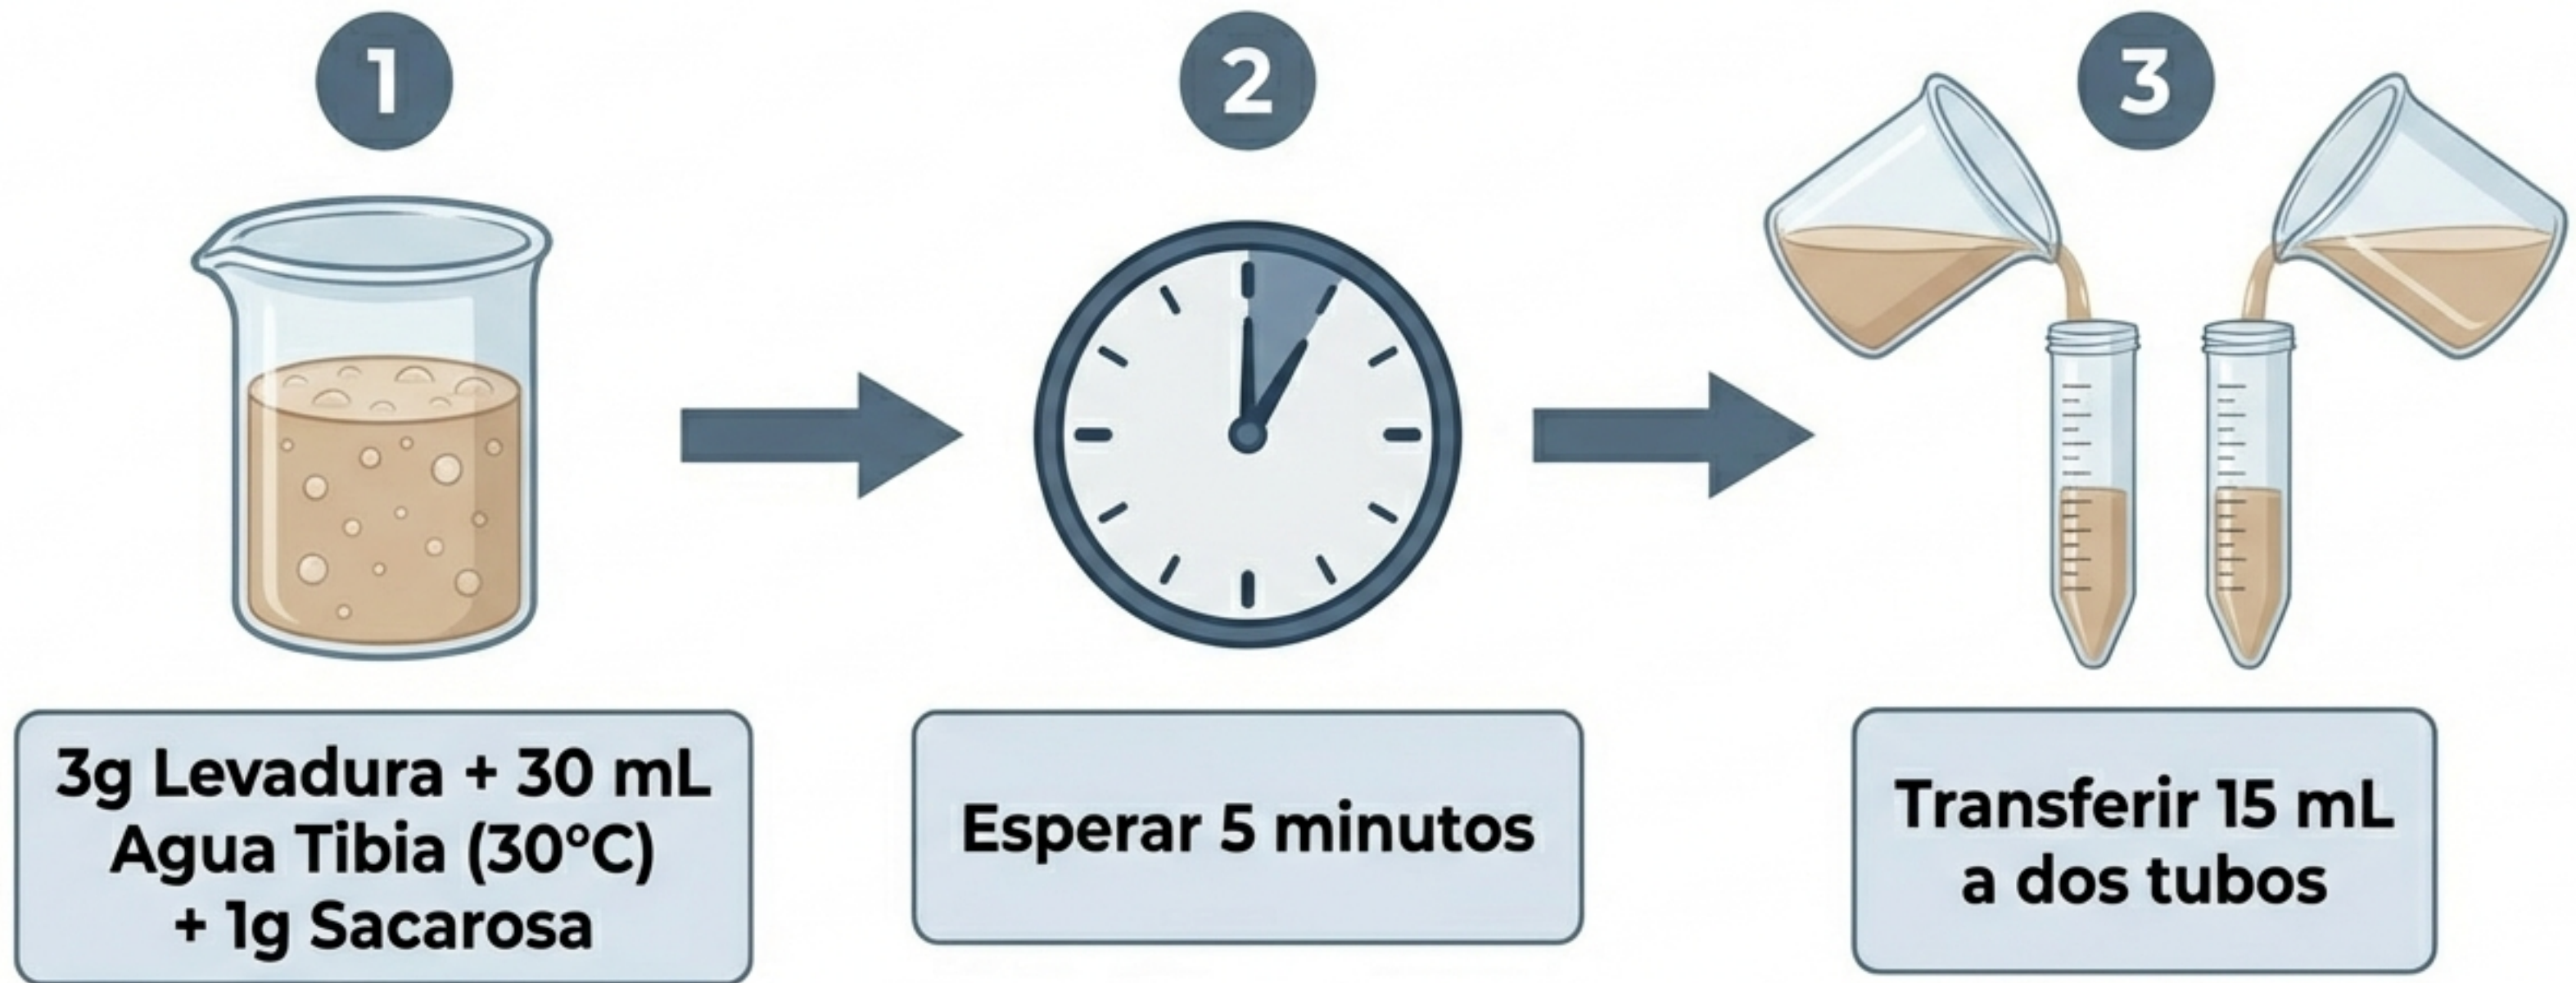 1
2
3
3g Levadura + 30 mL
Agua Tibia (30°C)
+ 1g Sacarosa
Esperar 5 minutos
Transferir 15 mL
a dos tubos